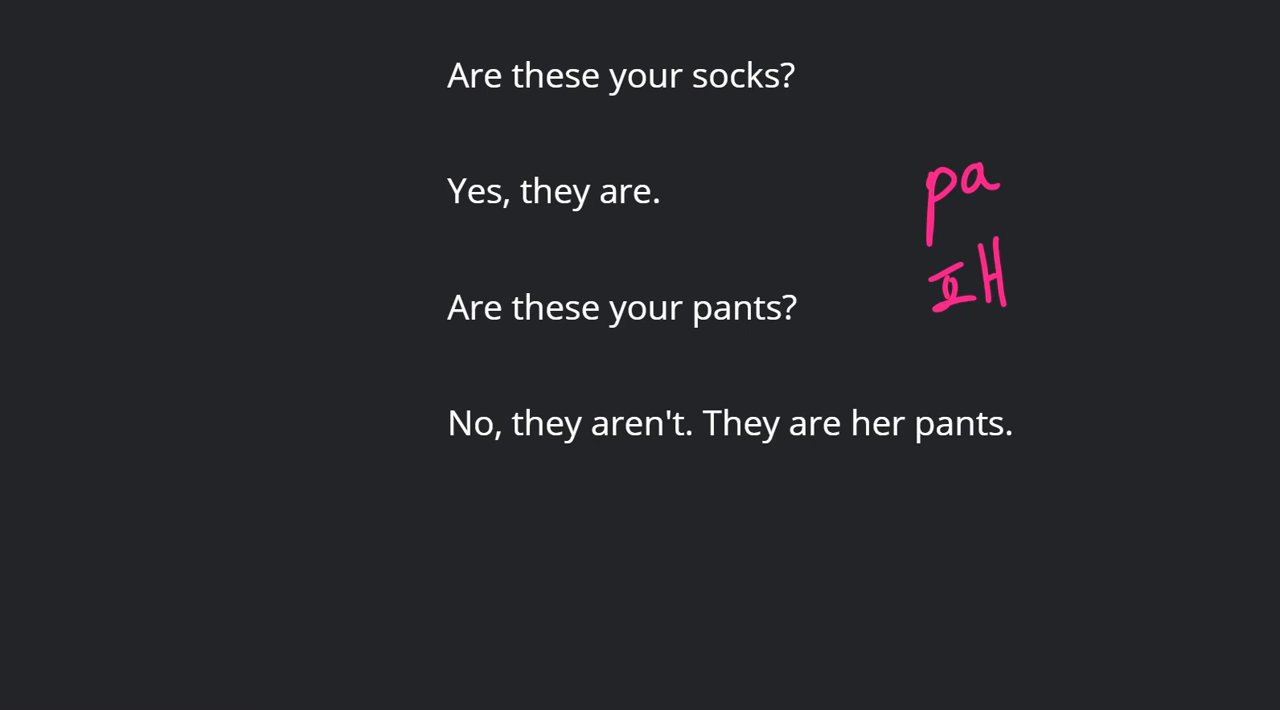 Are these your socks?
Yes, they are.
pa
패
Are these your pants?
No, they aren't. They are her pants.